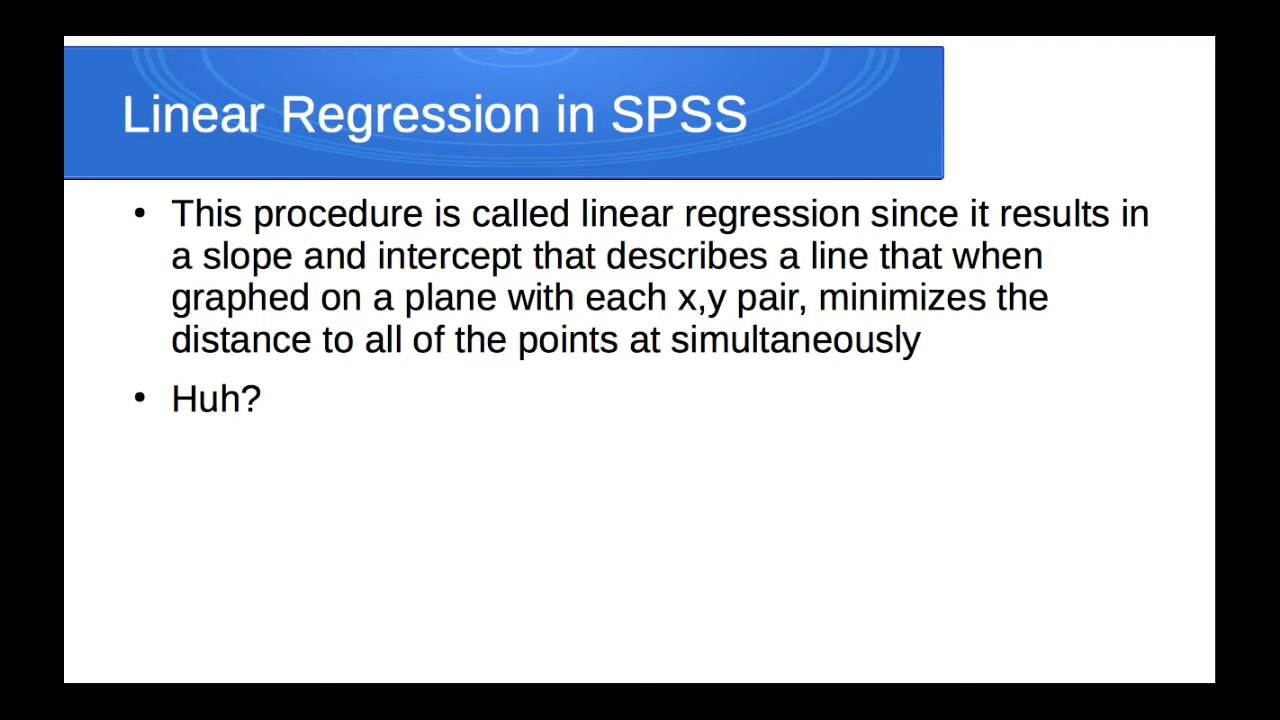 Linear Regression in SPSS
• This procedure is called linear regression since it results in
a slope and intercept that describes a line that when
graphed on a plane with each x,y pair, minimizes the
distance to all of the points at simultaneously
• Huh?